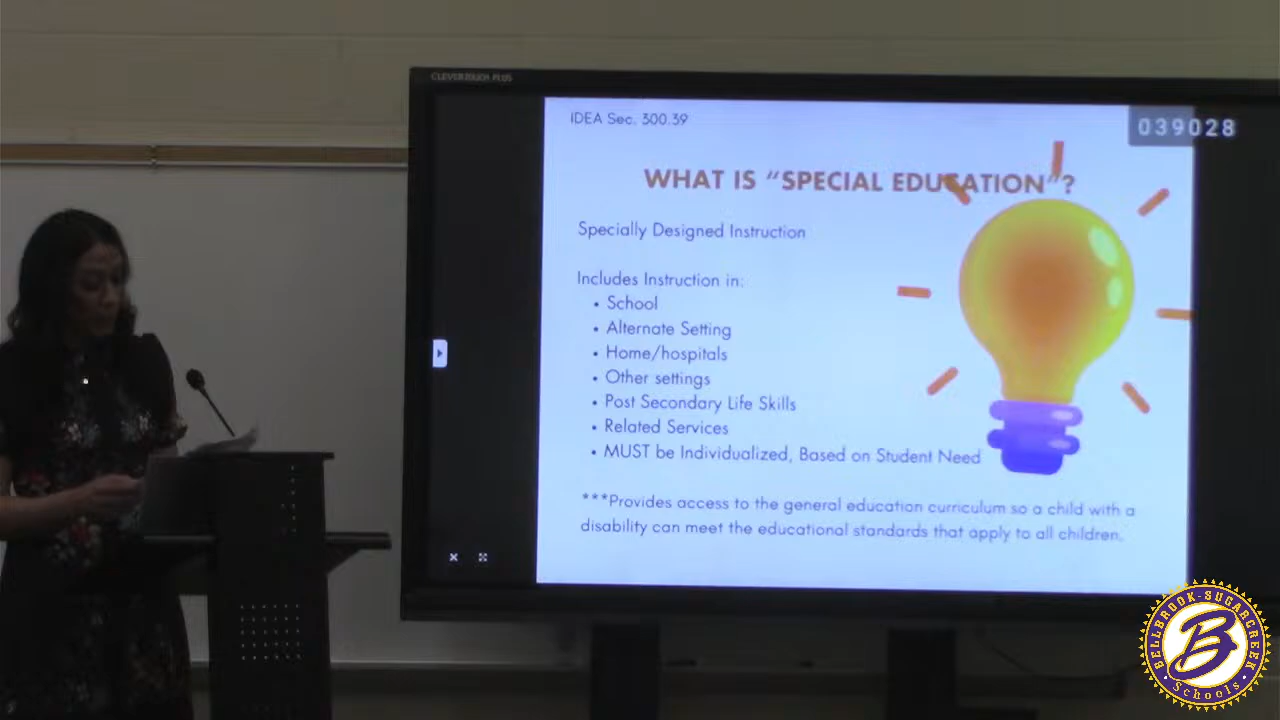 CLEVERTOUCH PLUS
IDEA Sec. 300.39
039028
WHAT IS “SPECIAL EDUCATION”?
Specially Designed Instruction
Includes Instruction in:
• School
• Alternate Setting
• Home/hospitals
• Other settings
• Post Secondary Life Skills
• Related Services
• MUST be Individualized, Based on Student Need
***Provides access to the general education curriculum so a child with a
disability can meet the educational standards that apply to all children.
BELLBROOK-SUGARCREEK
B
Schools